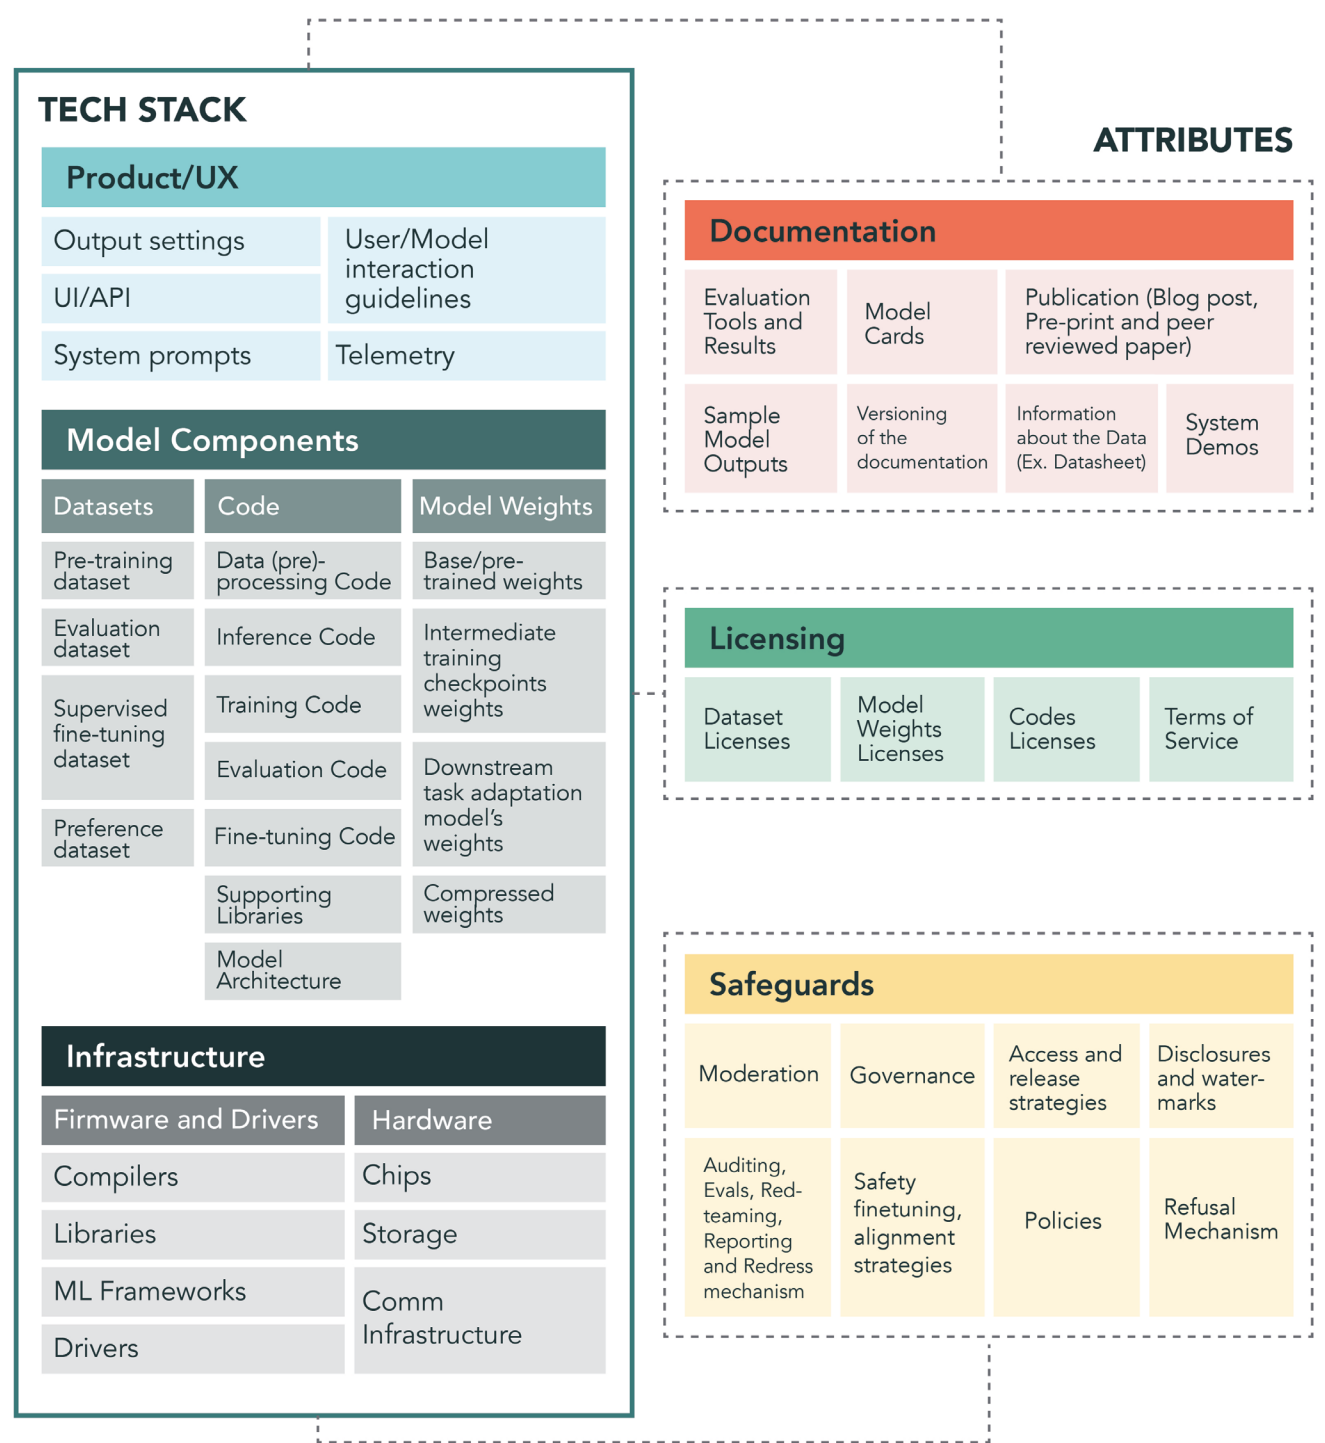 TECH STACK
Product/UX
Output settings
UI/API
System prompts
User/Model
interaction
guidelines
Telemetry
Model Components
Datasets
Pre-training
dataset
Evaluation
dataset
Supervised
fine-tuning
dataset
Preference
dataset
Code
Data (pre)-
processing Code
Inference Code
Training Code
Evaluation Code
Fine-tuning Code
Supporting
Libraries
Model
Architecture
Model Weights
Base/pre-
trained weights
Intermediate
training
checkpoints
weights
Downstream
task adaptation
model's
weights
Compressed
weights
Infrastructure
Firmware and Drivers
Compilers
Libraries
ML Frameworks
Drivers
Hardware
Chips
Storage
Comm
Infrastructure
ATTRIBUTES
Documentation
Evaluation
Tools and
Results
Model
Cards
Publication (Blog post,
Pre-print and peer
reviewed paper)
Sample
Model
Outputs
Versioning
of the
documentation
Information
about the Data
(Ex. Datasheet)
System
Demos
Licensing
Dataset
Licenses
Model
Weights
Licenses
Codes
Licenses
Terms of
Service
Safeguards
Moderation
Governance
Access and
release
strategies
Disclosures
and water-
marks
Auditing,
Evals, Red-
teaming,
Reporting
and Redress
mechanism
Safety
finetuning,
alignment
strategies
Policies
Refusal
Mechanism